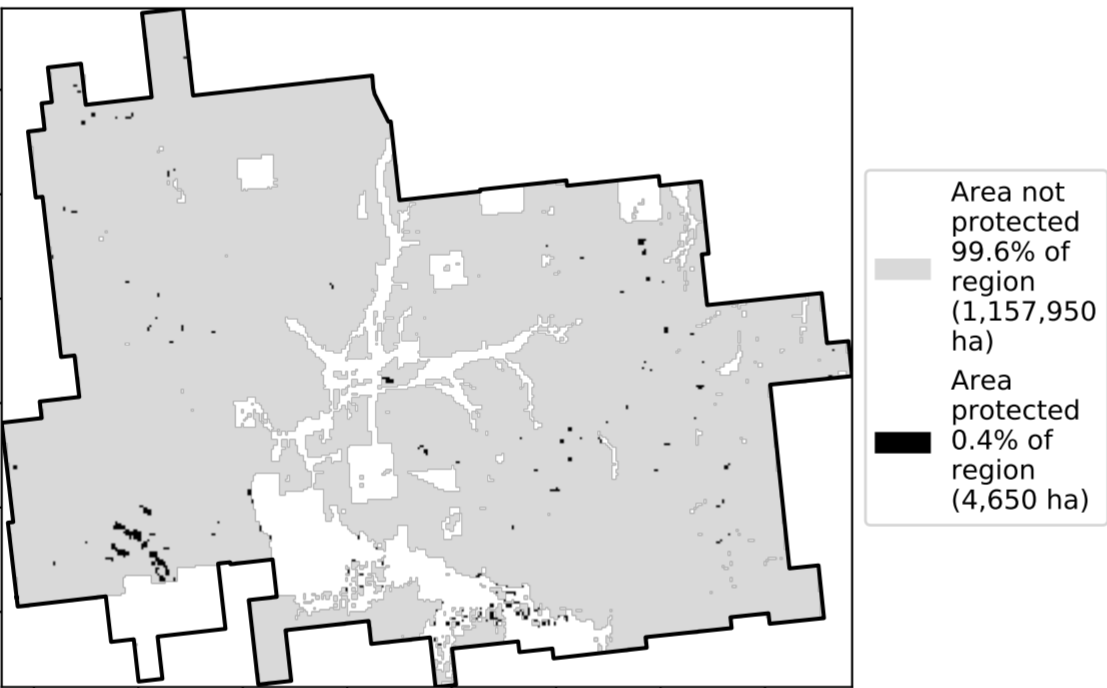 Area not
protected
99.6% of
region
(1,157,950
ha)
Area
protected
0.4% of
region
(4,650 ha)